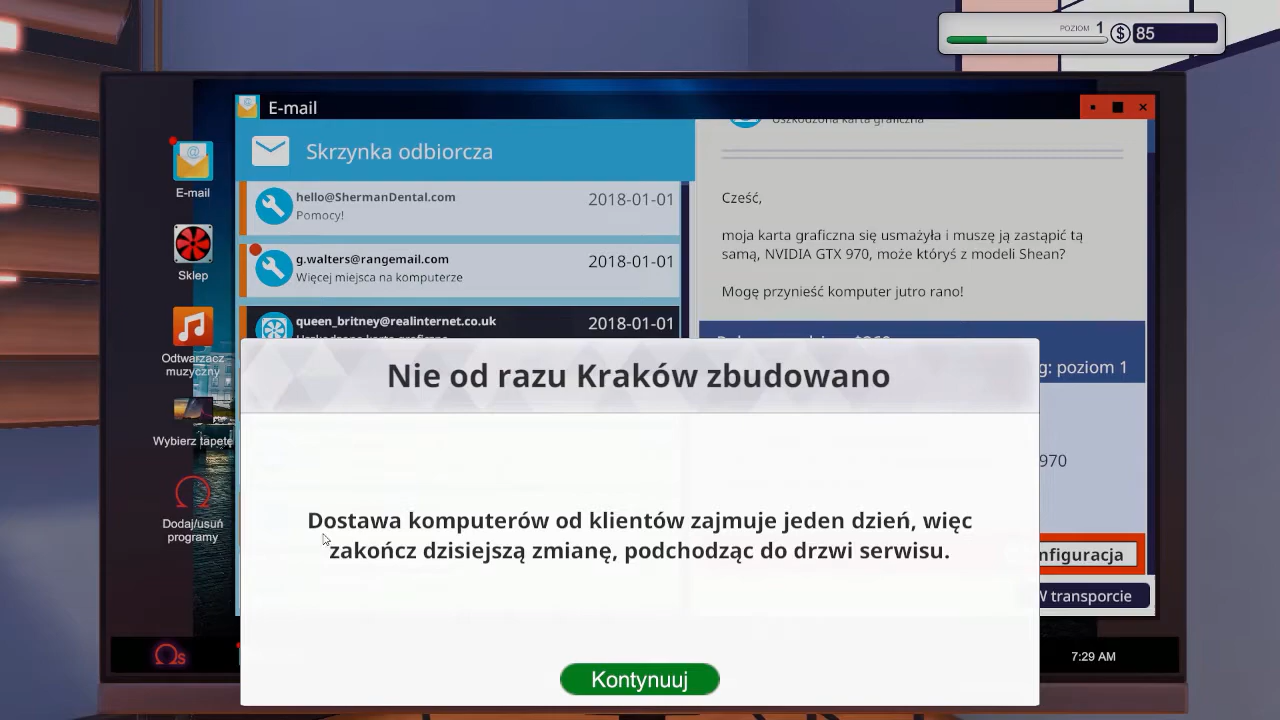 POZIOM 1 $ 85
E-mail
Skrzynka odbiorcza
Uszkodzona karta graficzna
hello@ShermanDental.com 2018-01-01
Pomocy!
g.walters@rangemail.com 2018-01-01
Więcej miejsca na komputerze
queen_britney@realinternet.co.uk 2018-01-01
Cześć,
moja karta graficzna się usmażyła i muszę ją zastąpić tą
samą, NVIDIA GTX 970, może któryś z modeli Shean?
Mogę przynieść komputer jutro rano!
g: poziom 1
970
nfiguracja
W transporcie
E-mail
Sklep
Odtwarzacz
muzyczny
Wybierz tapetę
Dodaj/usuń
programy
Nie od razu Kraków zbudowano
Dostawa komputerów od klientów zajmuje jeden dzień, więc
zakończ dzisiejszą zmianę, podchodząc do drzwi serwisu.
Kontynuuj
Ωs
7:29 AM